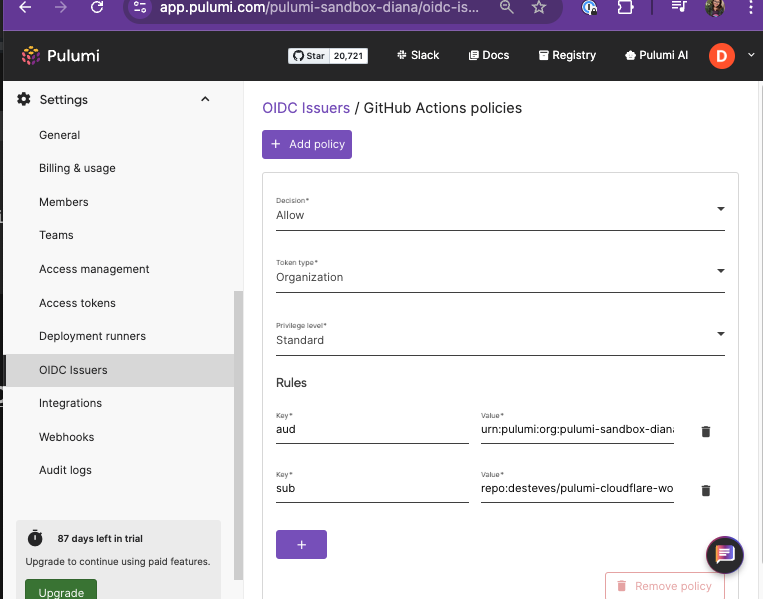 app.pulumi.com/pulumi-sandbox-diana/oidc-is...
Pulumi
Star 20,721
Slack
Docs
Registry
Pulumi AI
D
Settings
General
Billing & usage
Members
Teams
Access management
Access tokens
Deployment runners
OIDC Issuers
Integrations
Webhooks
Audit logs
87 days left in trial
Upgrade to continue using paid features.
Upgrade
OIDC Issuers / GitHub Actions policies
+ Add policy
Decision*
Allow
Token type*
Organization
Privilege level*
Standard
Rules
Key* Value*
aud urn:pulumi:org:pulumi-sandbox-dian
Key* Value*
sub repo:desteves/pulumi-cloudflare-wo
+
Remove policy